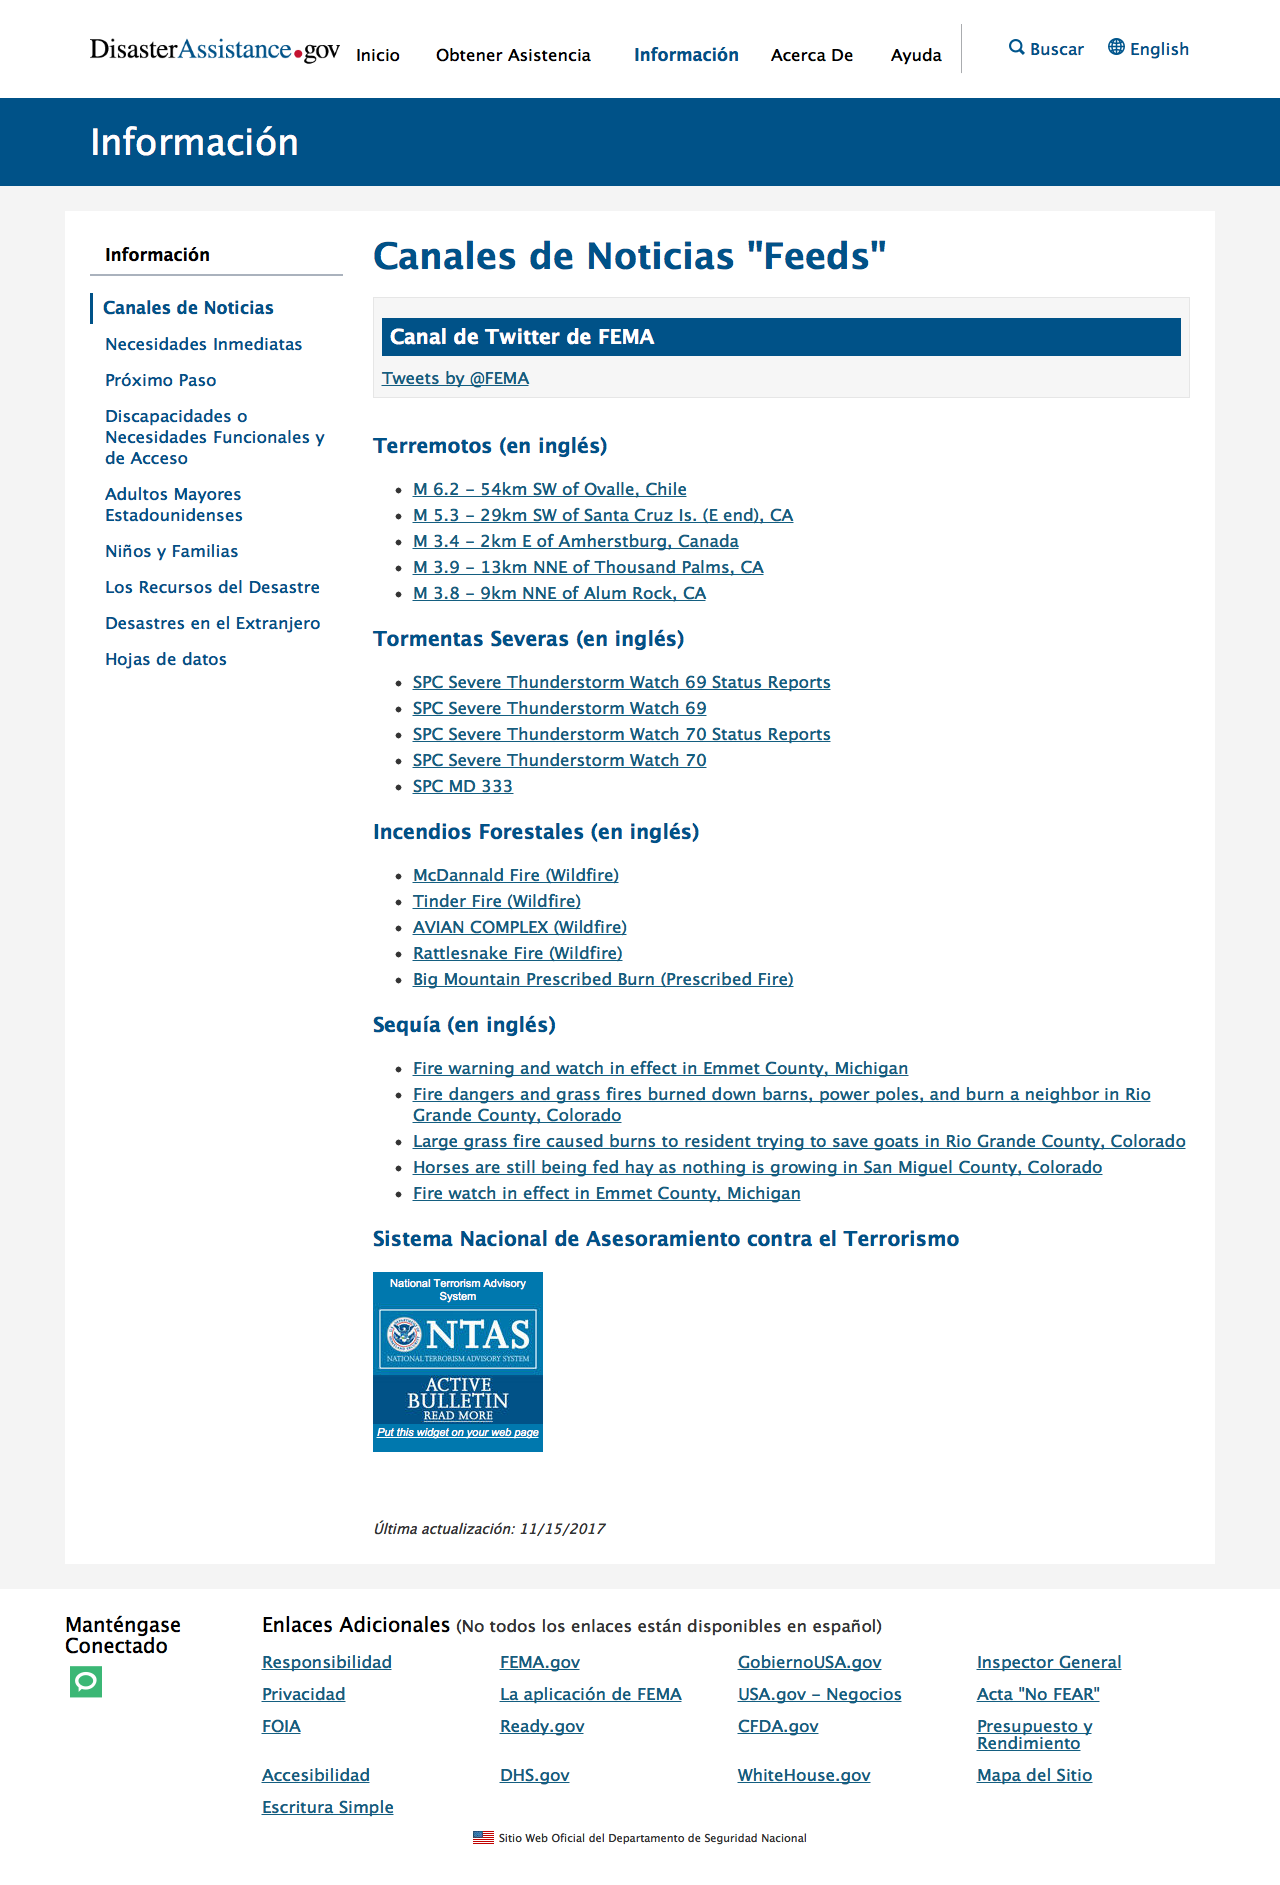 DisasterAssistance.gov
Inicio
Obtener Asistencia
Información
Acerca De
Ayuda
Buscar
English
Información
Información
Canales de Noticias
Necesidades Inmediatas
Próximo Paso
Discapacidades o
Necesidades Funcionales y
de Acceso
Adultos Mayores
Estadounidenses
Niños y Familias
Los Recursos del Desastre
Desastres en el Extranjero
Hojas de datos
Canales de Noticias "Feeds"
Canal de Twitter de FEMA
Tweets by @FEMA
Terremotos (en inglés)
M 6.2 - 54km SW of Ovalle, Chile
M 5.3 - 29km SW of Santa Cruz Is. (E end), CA
M 3.4 - 2km E of Amherstburg, Canada
M 3.9 - 13km NNE of Thousand Palms, CA
M 3.8 - 9km NNE of Alum Rock, CA
Tormentas Severas (en inglés)
SPC Severe Thunderstorm Watch 69 Status Reports
SPC Severe Thunderstorm Watch 69
SPC Severe Thunderstorm Watch 70 Status Reports
SPC Severe Thunderstorm Watch 70
SPC MD 333
Incendios Forestales (en inglés)
McDannald Fire (Wildfire)
Tinder Fire (Wildfire)
AVIAN COMPLEX (Wildfire)
Rattlesnake Fire (Wildfire)
Big Mountain Prescribed Burn (Prescribed Fire)
Sequía (en inglés)
Fire warning and watch in effect in Emmet County, Michigan
Fire dangers and grass fires burned down barns, power poles, and burn a neighbor in Rio
Grande County, Colorado
Large grass fire caused burns to resident trying to save goats in Rio Grande County, Colorado
Horses are still being fed hay as nothing is growing in San Miguel County, Colorado
Fire watch in effect in Emmet County, Michigan
Sistema Nacional de Asesoramiento contra el Terrorismo
National Terrorism Advisory
System
NTAS
NATIONAL TERRORISM ADVISORY SYSTEM
ACTIVE
BULLETIN
READ MORE
Put this widget on your web page
Última actualización: 11/15/2017
Manténgase
Conectado
Enlaces Adicionales (No todos los enlaces están disponibles en español)
Responsibilidad
FEMA.gov
GobiernoUSA.gov
Inspector General
Privacidad
La aplicación de FEMA
USA.gov - Negocios
Acta "No FEAR"
FOIA
Ready.gov
CFDA.gov
Presupuesto y
Rendimiento
Accesibilidad
DHS.gov
WhiteHouse.gov
Mapa del Sitio
Escritura Simple
Sitio Web Oficial del Departamento de Seguridad Nacional